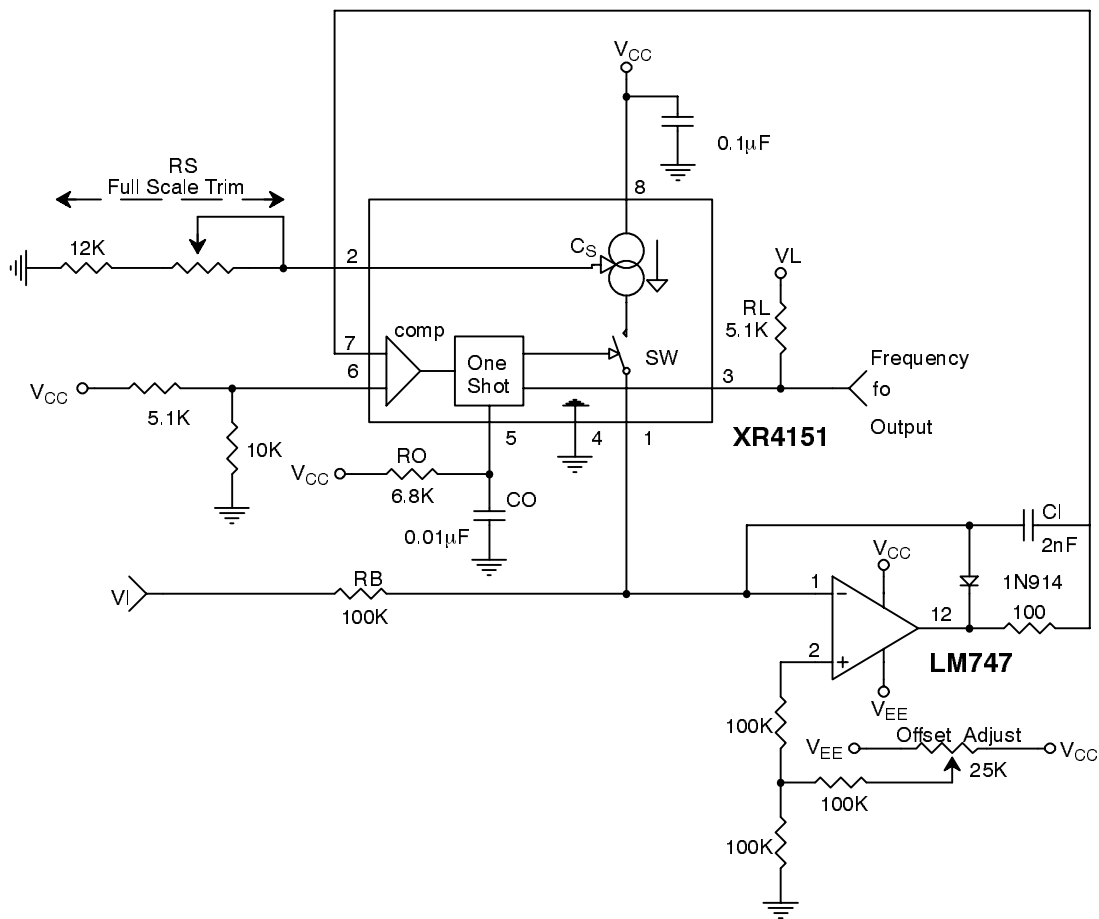 VCC
0.1μF
RS
Full Scale Trim
8
12K
2
CS
VL
RL
5.1K
7
comp
6
One
Shot
SW
3
Frequency
fo
Output
VCC
5.1K
10K
5
4
1
XR4151
VCC
RO
6.8K
CO
0.01μF
CI
2nF
VI
RB
100K
VCC
1
−
1N914
12
100
2
+
LM747
VEE
100K
VEE
Offset Adjust
VCC
25K
100K
100K